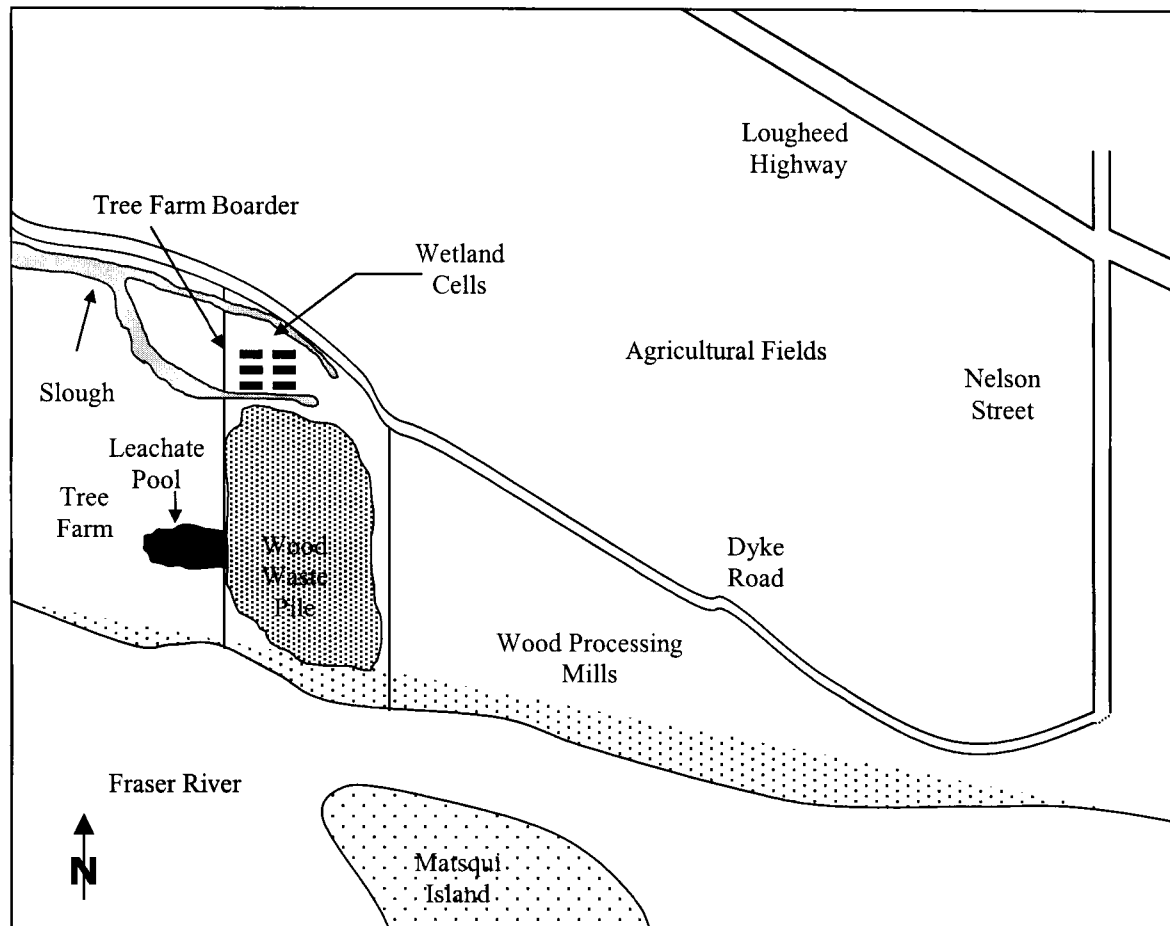 Lougheed
Highway
Tree Farm Boarder
Wetland
Cells
Agricultural Fields
Nelson
Street
Slough
Leachate
Pool
Tree
Farm
Wood
Waste
Pile
Dyke
Road
Wood Processing
Mills
Fraser River
Matsqui
Island
N